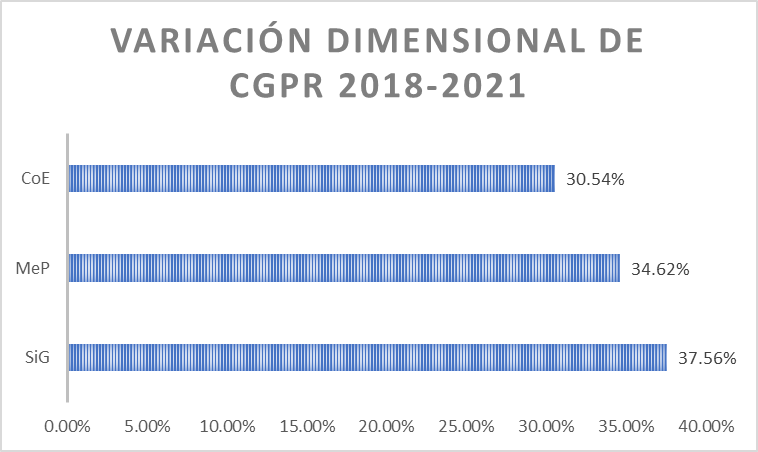 VARIACIÓN DIMENSIONAL DE
CGPR 2018-2021
CoE 30.54%
MeP 34.62%
SiG 37.56%
0.00% 5.00% 10.00% 15.00% 20.00% 25.00% 30.00% 35.00% 40.00%